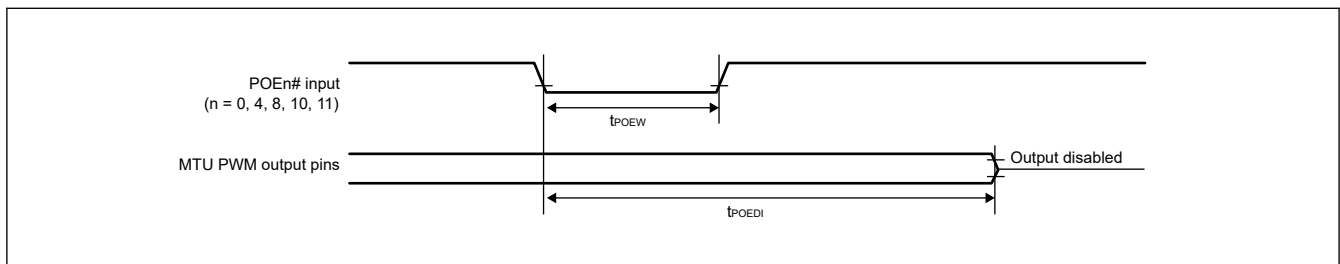 POEn# input
(n = 0, 4, 8, 10, 11)
tPOEW
MTU PWM output pins
Output disabled
tPOEDI